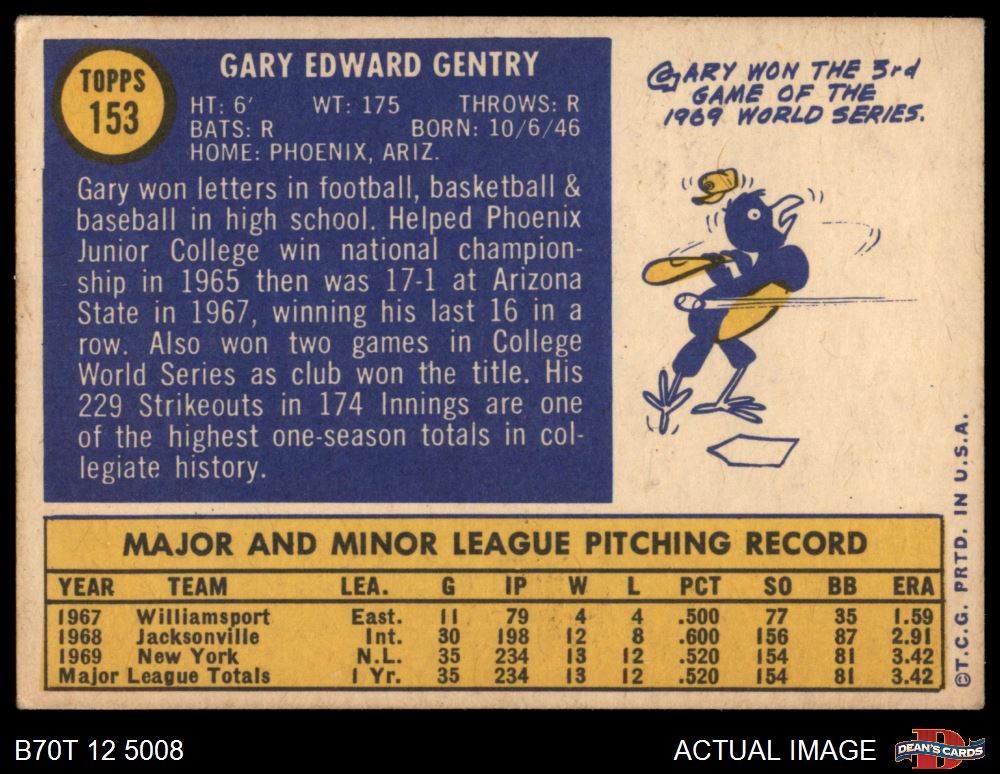 TOPPS
153
GARY EDWARD GENTRY
HT: 6' WT: 175 THROWS: R
BATS: R BORN: 10/6/46
HOME: PHOENIX, ARIZ.
Gary won letters in football, basketball &
baseball in high school. Helped Phoenix
Junior College win national champion-
ship in 1965 then was 17-1 at Arizona
State in 1967, winning his last 16 in a
row. Also won two games in College
World Series as club won the title. His
229 Strikeouts in 174 Innings are one
of the highest one-season totals in col-
legiate history.
GARY WON THE 3rd
GAME OF THE
1969 WORLD SERIES.
MAJOR AND MINOR LEAGUE PITCHING RECORD
YEAR TEAM LEA. G IP W L PCT SO BB ERA
1967 Williamsport East. 11 79 4 4 .500 77 35 1.59
1968 Jacksonville Int. 30 198 12 8 .600 156 87 2.91
1969 New York N.L. 35 234 13 12 .520 154 81 3.42
Major League Totals 1 Yr. 35 234 13 12 .520 154 81 3.42
©T.C.G. PRTD. IN U.S.A.
B70T 12 5008
ACTUAL IMAGE
D
DEAN'S CARDS